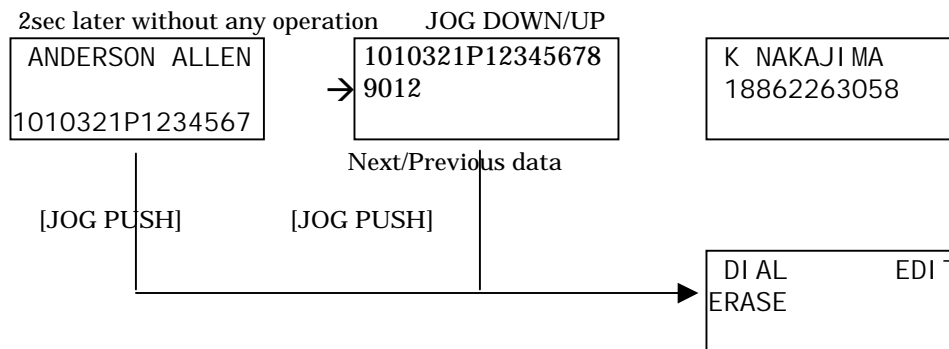 2sec later without any operation JOG DOWN/UP
ANDERSON ALLEN
1010321P1234567
→
1010321P12345678
9012
K NAKAJIMA
18862263058
Next/Previous data
[JOG PUSH] [JOG PUSH]
DIAL EDIT
ERASE